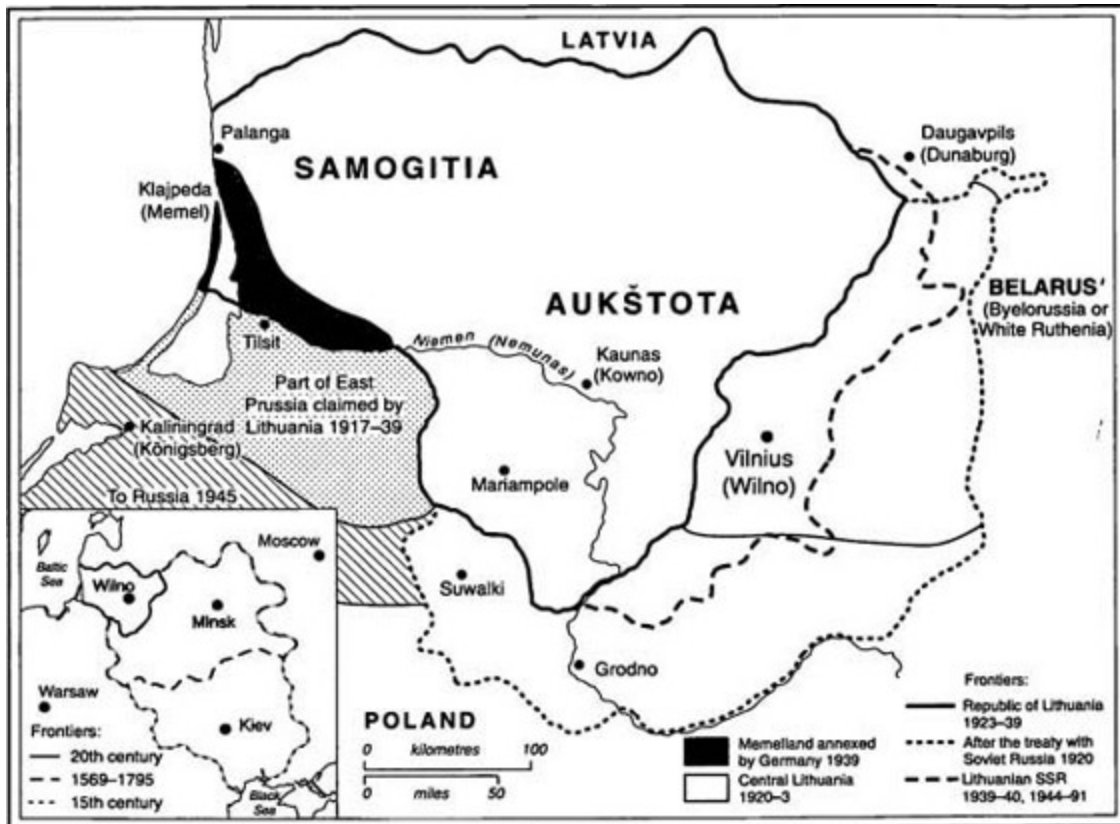 LATVIA
Palanga
Daugavpils
(Dunaburg)
SAMOGITIA
Klajpeda
(Memel)
BELARUS'
(Byelorussia or
White Ruthenia)
AUKŠTOTA
Tilsit
Niemen (Nemunas)
Kaunas
(Kowno)
Part of East
Prussia claimed by
Lithuania 1917–39
Kaliningrad
(Königsberg)
Vilnius
(Wilno)
Mariampole
To Russia 1945
Suwalki
Grodno
POLAND
0 kilometres 100
0 miles 50
Moscow
Baltic
Sea
Wilno
Minsk
Warsaw
Kiev
Black
Sea
Frontiers:
20th century
1569–1795
15th century
Memelland annexed
by Germany 1939
Central Lithuania
1920–3
Frontiers:
Republic of Lithuania
1923–39
After the treaty with
Soviet Russia 1920
Lithuanian SSR
1939–40, 1944–91